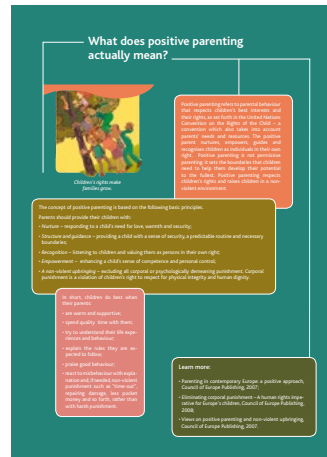 What does positive parenting
actually mean?
Positive parenting refers to parental behaviour
that respects children's best interests and
their rights, as set forth in the United Nations
Convention on the Rights of the Child – a
convention which also takes into account
parents' needs and resources. The positive
parent nurtures, empowers, guides and
recognises children as individuals in their own
right. Positive parenting is not permissive
parenting: it sets the boundaries that children
need to help them develop their potential
to the fullest. Positive parenting respects
children's rights and raises children in a non-
violent environment.
Children's rights make
families grow.
The concept of positive parenting is based on the following basic principles.
Parents should provide their children with:
• Nurture – responding to a child's need for love, warmth and security;
• Structure and guidance – providing a child with a sense of security, a predictable routine and necessary
boundaries;
• Recognition – listening to children and valuing them as persons in their own right;
• Empowerment – enhancing a child's sense of competence and personal control;
• A non-violent upbringing – excluding all corporal or psychologically demeaning punishment. Corporal
punishment is a violation of children's right to respect for physical integrity and human dignity.
In short, children do best when
their parents:
• are warm and supportive;
• spend quality time with them;
• try to understand their life expe-
riences and behaviour;
• explain the rules they are ex-
pected to follow;
• praise good behaviour;
• react to misbehaviour with expla-
nation and, if needed, non-violent
punishment such as "time-out",
repairing damage, less pocket
money and so forth, rather than
with harsh punishment.
Learn more:
• Parenting in contemporary Europe: a positive approach,
Council of Europe Publishing, 2007;
• Eliminating corporal punishment – A human rights impe-
rative for Europe's children, Council of Europe Publishing,
2008;
• Views on positive parenting and non-violent upbringing,
Council of Europe Publishing, 2007.